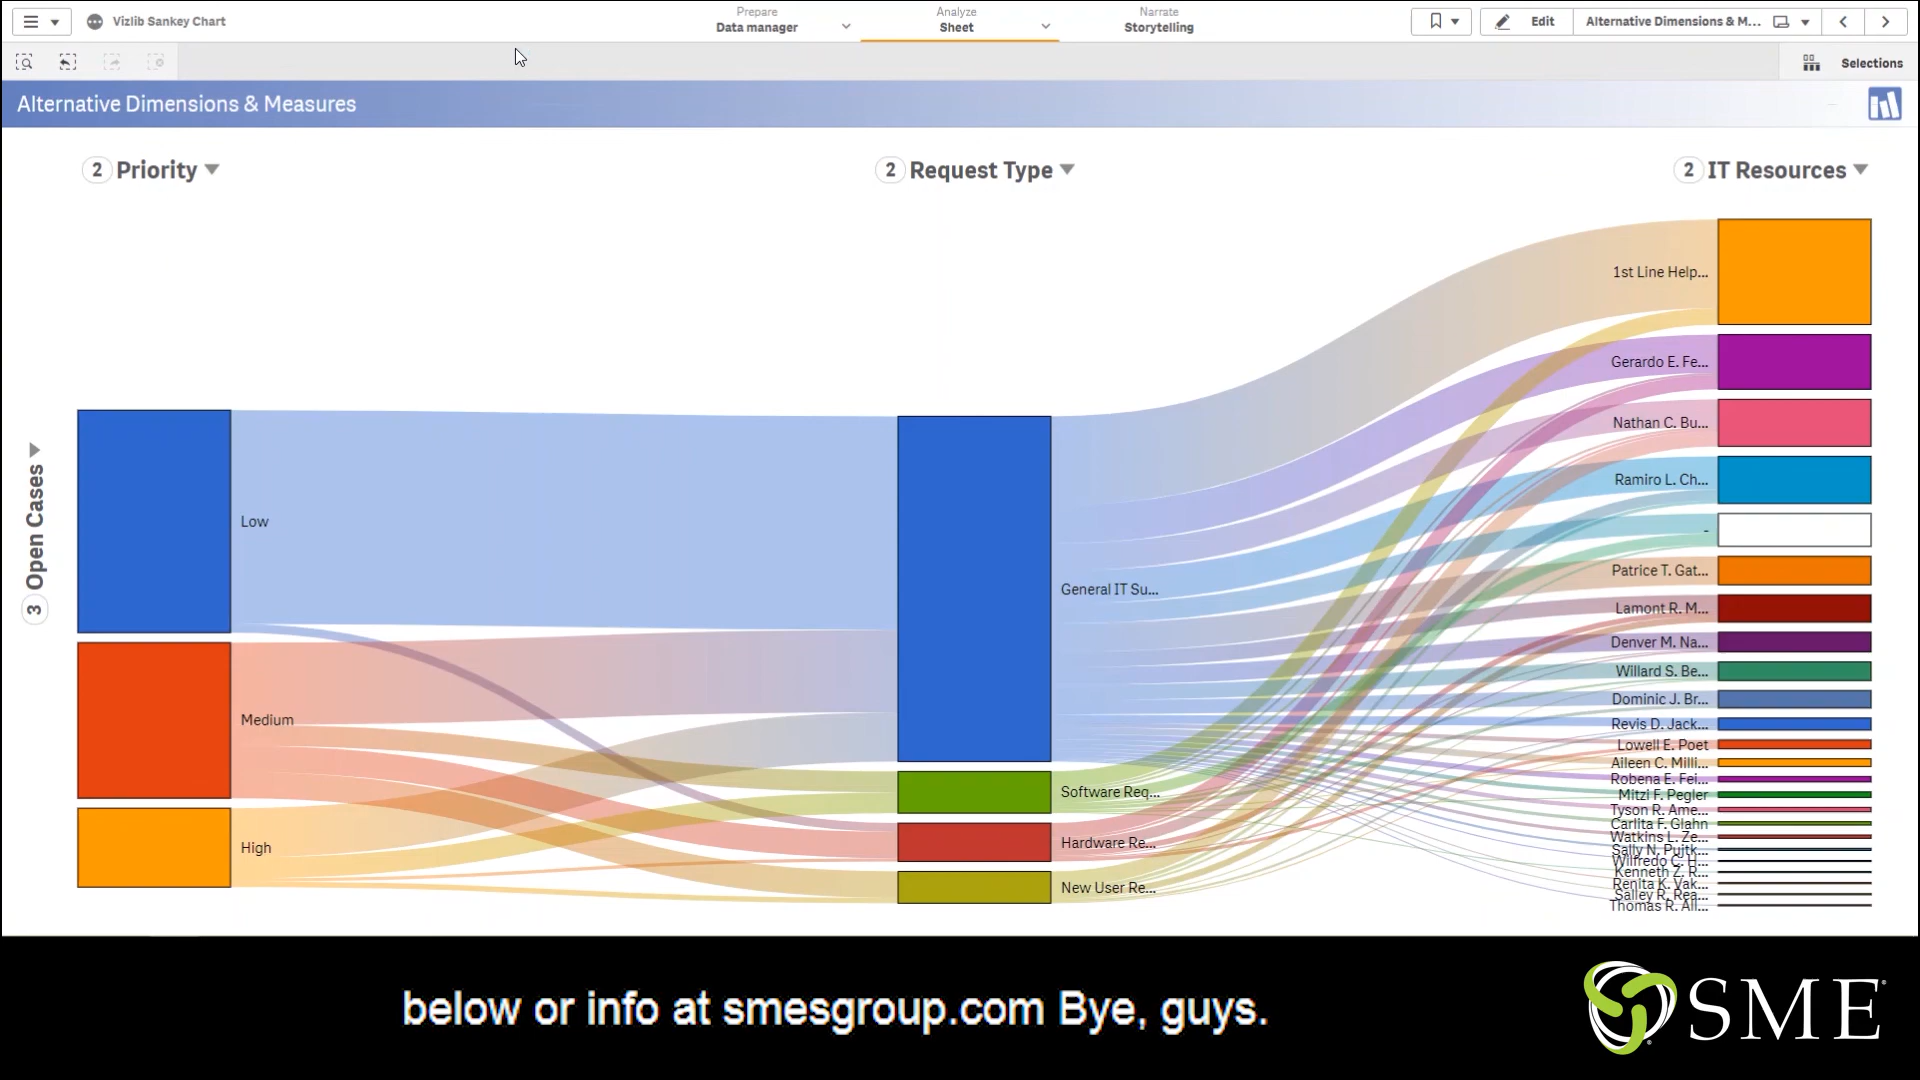 Vizlib Sankey Chart
Prepare
Data manager
Analyze
Sheet
Narrate
Storytelling
Edit
Alternative Dimensions & M...
Selections
Alternative Dimensions & Measures
2 Priority
2 Request Type
2 IT Resources
3 Open Cases
Low
Medium
High
General IT Su...
Software Req...
Hardware Re...
New User Re...
1st Line Help...
Gerardo E. Fe...
Nathan C. Bu...
Ramiro L. Ch...
-
Patrice T. Gat...
Lamont R. M...
Denver M. Na...
Willard S. Be...
Dominic J. Br...
Revis D. Jack...
Lowell E. Poet
Aileen C. Milli...
Robena E. Fei...
Mitzi F. Pegler
Tyson R. Ame...
Carlita F. Glahn
Watkins L. Ze...
Sally N. Pujtk...
Wilfredo C. H...
Kenneth Z. R...
Renita K. Vak...
Salley R. Rea...
Thomas R. All...
below or info at smesgroup.com Bye, guys.
SME